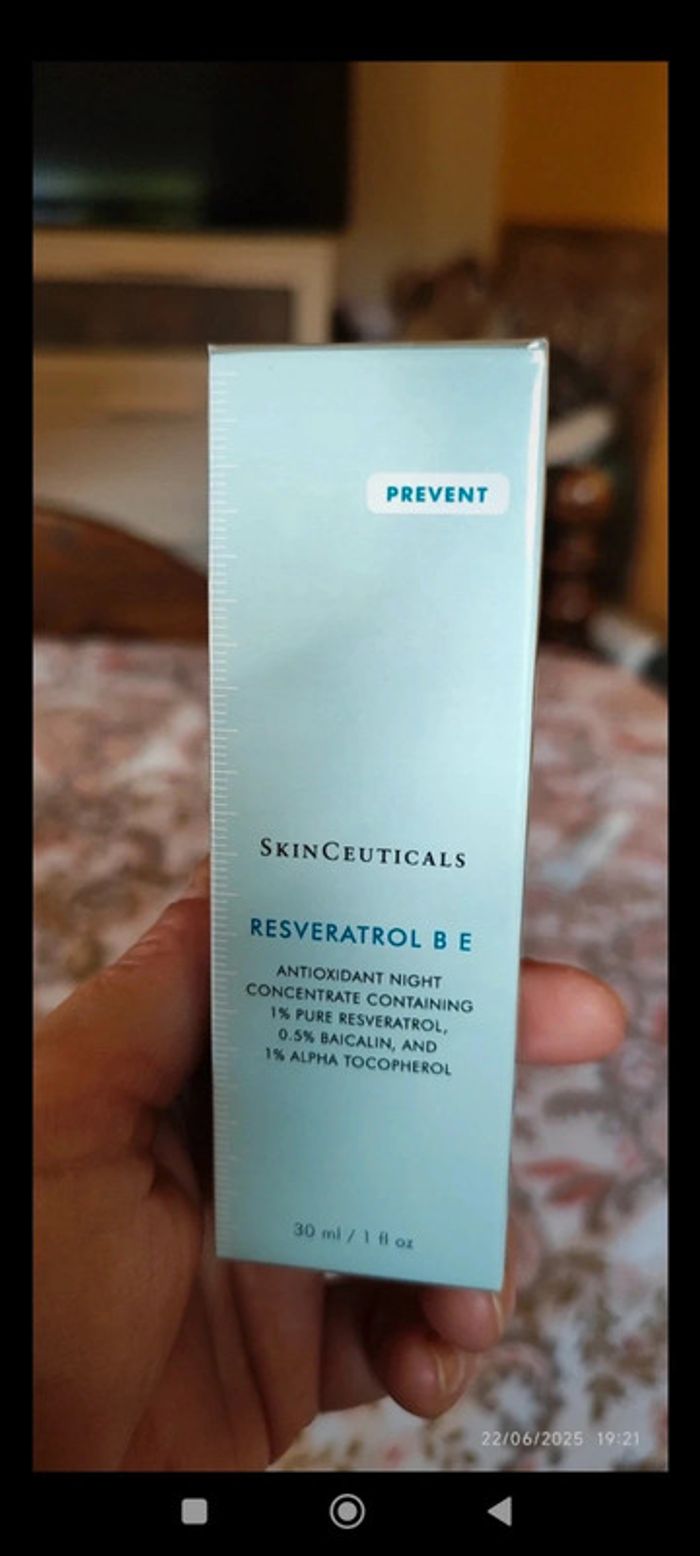 PREVENT
SKINCEUTICALS
RESVERATROL B E
ANTIOXIDANT NIGHT
CONCENTRATE CONTAINING
1% PURE RESVERATROL,
0.5% BAICALIN, AND
1% ALPHA TOCOPHEROL
30 ml / 1 fl oz
22/06/2025 19:21